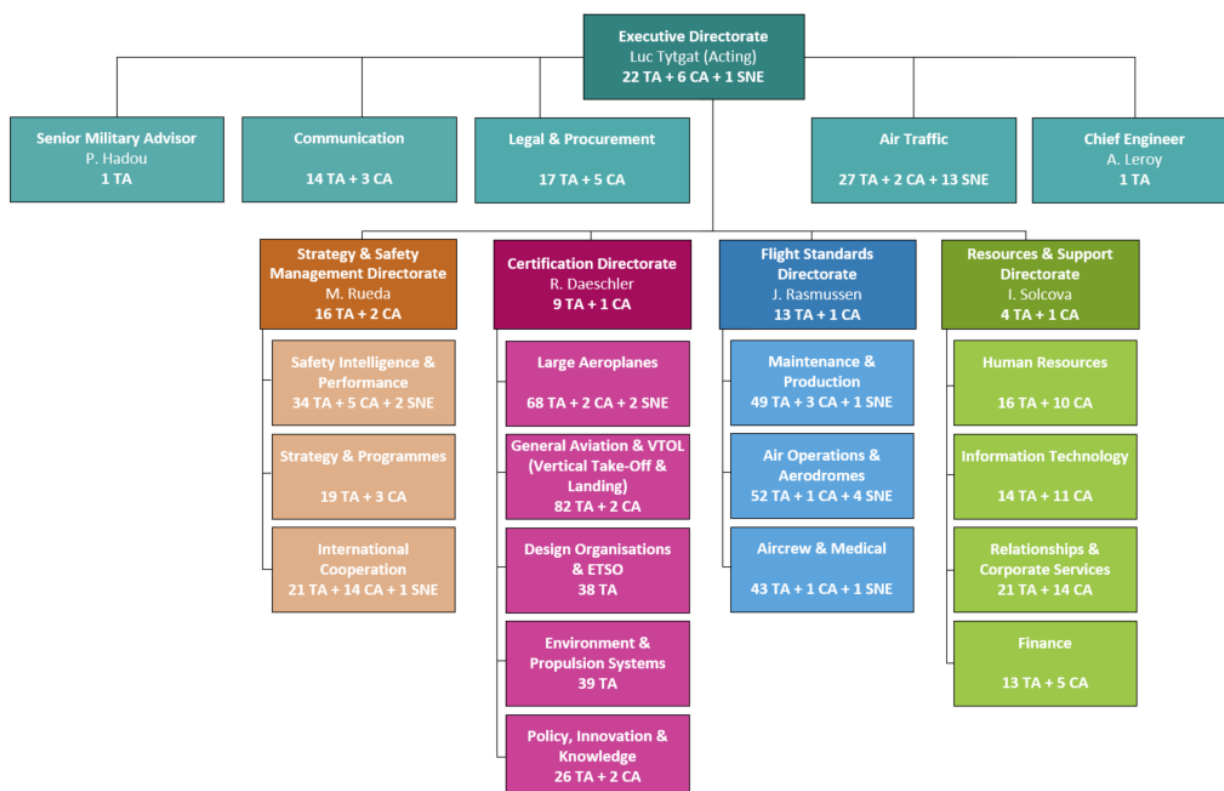 Executive Directorate
Luc Tytgat (Acting)
22 TA + 6 CA + 1 SNE
Senior Military Advisor
P. Hadou
1 TA
Communication
14 TA + 3 CA
Legal & Procurement
17 TA + 5 CA
Air Traffic
27 TA + 2 CA + 13 SNE
Chief Engineer
A. Leroy
1 TA
Strategy & Safety
Management Directorate
M. Rueda
16 TA + 2 CA
Safety Intelligence &
Performance
34 TA + 5 CA + 2 SNE
Strategy & Programmes
19 TA + 3 CA
International
Cooperation
21 TA + 14 CA + 1 SNE
Certification Directorate
R. Daeschler
9 TA + 1 CA
Large Aeroplanes
68 TA + 2 CA + 2 SNE
General Aviation & VTOL
(Vertical Take-Off &
Landing)
82 TA + 2 CA
Design Organisations
& ETSO
38 TA
Environment &
Propulsion Systems
39 TA
Policy, Innovation &
Knowledge
26 TA + 2 CA
Flight Standards
Directorate
J. Rasmussen
13 TA + 1 CA
Maintenance &
Production
49 TA + 3 CA + 1 SNE
Air Operations &
Aerodromes
52 TA + 1 CA + 4 SNE
Aircrew & Medical
43 TA + 1 CA + 1 SNE
Resources & Support
Directorate
I. Solcova
4 TA + 1 CA
Human Resources
16 TA + 10 CA
Information Technology
14 TA + 11 CA
Relationships &
Corporate Services
21 TA + 14 CA
Finance
13 TA + 5 CA